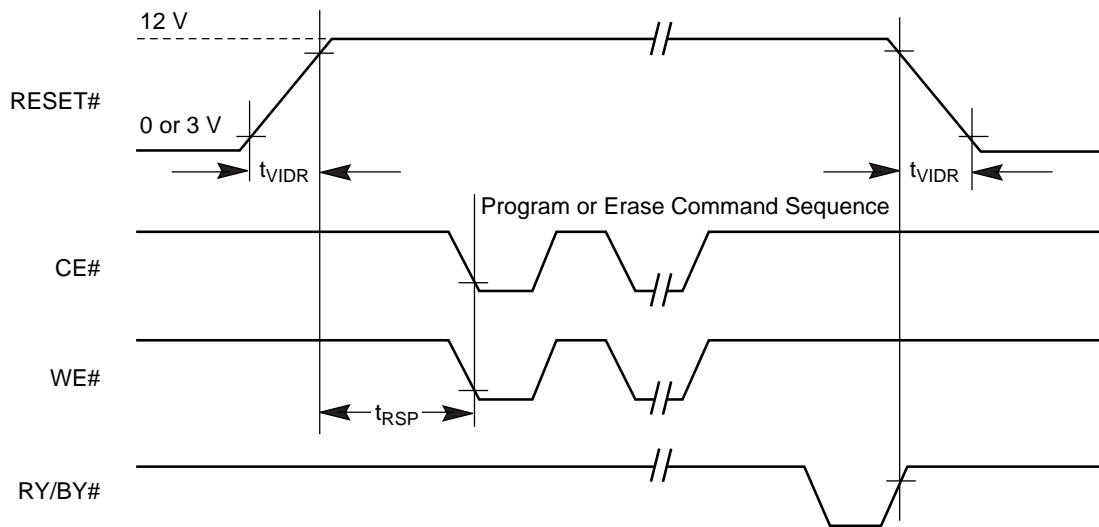 12 V
RESET#
0 or 3 V
tVIDR
tVIDR
Program or Erase Command Sequence
CE#
WE#
tRSP
RY/BY#